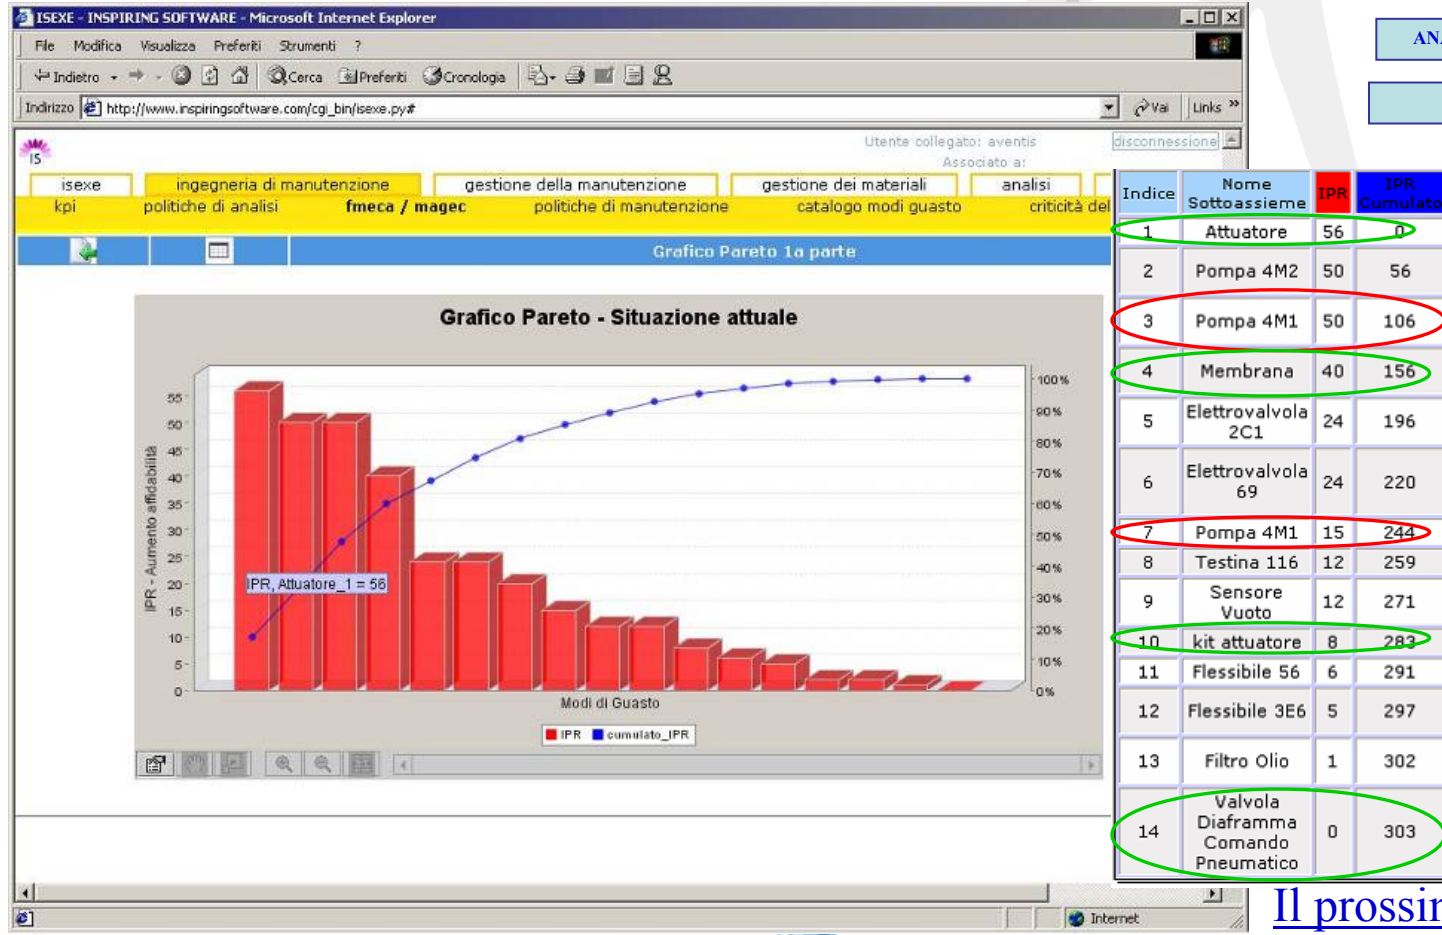 ISEXE - INSPIRING SOFTWARE - Microsoft Internet Explorer
File Modifica Visualizza Preferiti Strumenti ?
Indietro Cerca Preferiti Cronologia
Indirizzo http://www.inspiringsoftware.com/cgi_bin/isexe.py# Vai Links »
IS
Utente collegato: aventis disconnessione
Associato a:
isexe ingegneria di manutenzione gestione della manutenzione gestione dei materiali analisi
kpi politiche di analisi fmeca / magec politiche di manutenzione catalogo modi guasto criticità del
Grafico Pareto 1a parte
Grafico Pareto - Situazione attuale
IPR - Aumento affidabilità
55
50
45
40
35
30
25
20
15
10
5
0
100%
90%
80%
70%
60%
50%
40%
30%
20%
10%
0%
IPR, Attuatore_1 = 56
Modi di Guasto
IPR cumulato_IPR
Internet
Indice Nome Sottoassieme IPR IPR Cumulato
1 Attuatore 56 0
2 Pompa 4M2 50 56
3 Pompa 4M1 50 106
4 Membrana 40 156
5 Elettrovalvola 2C1 24 196
6 Elettrovalvola 69 24 220
7 Pompa 4M1 15 244
8 Testina 116 12 259
9 Sensore Vuoto 12 271
10 kit attuatore 8 283
11 Flessibile 56 6 291
12 Flessibile 3E6 5 297
13 Filtro Olio 1 302
14 Valvola Diaframma Comando Pneumatico 0 303
Il